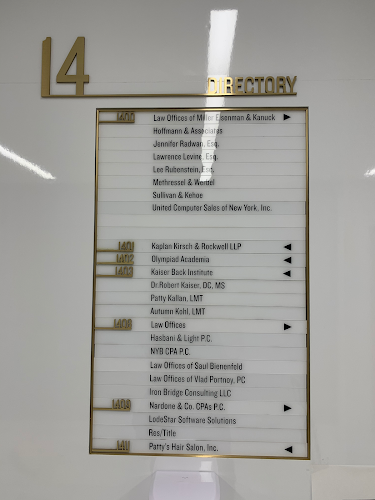 14
DIRECTORY
1400 Law Offices of Miller Eisenman & Kanuck
Hoffmann & Associates
Jennifer Radwan, Esq.
Lawrence Levine, Esq.
Lee Rubenstein, Esq.
Methressel & Werbel
Sullivan & Kehoe
United Computer Sales of New York, Inc.
1401 Kaplan Kirsch & Rockwell LLP
1402 Olympiad Academia
1403 Kaiser Back Institute
Dr. Robert Kaiser, DC, MS
Patty Kallan, LMT
Autumn Kehl, LMT
1408 Law Offices
Hasbani & Light P.C.
NYB CPA P.C.
Law Offices of Saul Bienenfeld
Law Offices of Vlad Portnoy, PC
Iron Bridge Consulting LLC
Nardone & Co. CPAs P.C.
LodeStar Software Solutions
Res/Title
1411 Patty's Hair Salon, Inc.